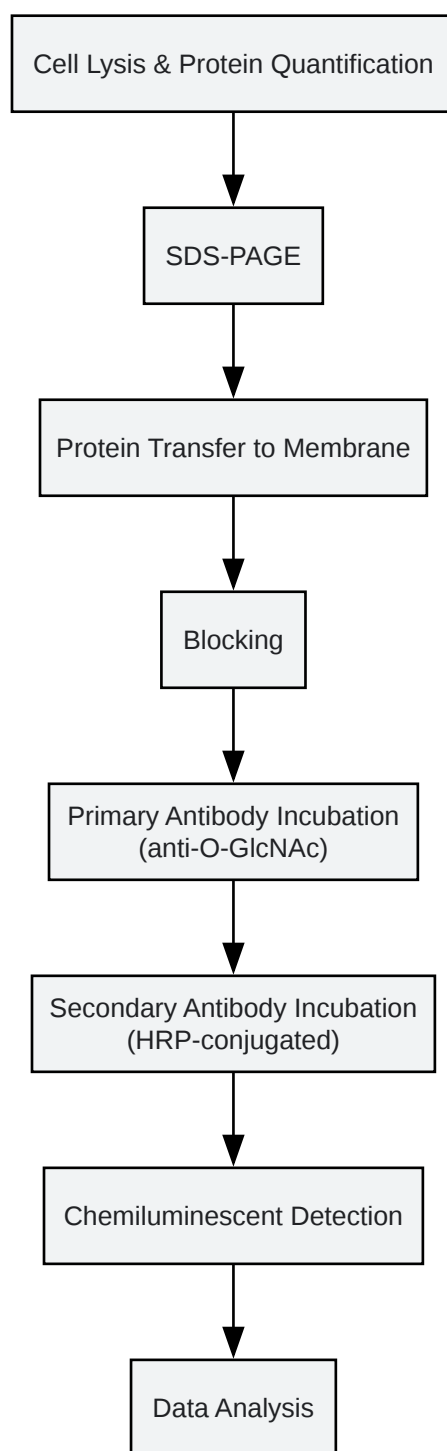 Cell Lysis & Protein Quantification
SDS-PAGE
Protein Transfer to Membrane
Blocking
Primary Antibody Incubation
(anti-O-GlcNAc)
Secondary Antibody Incubation
(HRP-conjugated)
Chemiluminescent Detection
Data Analysis